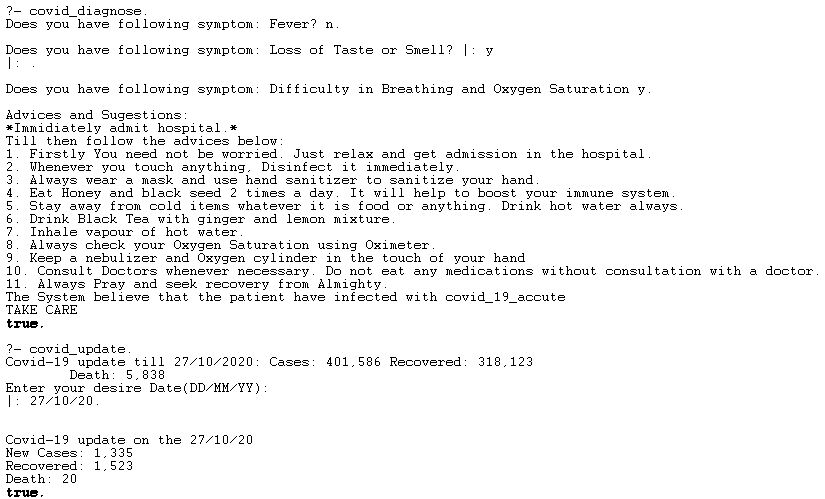 ?- covid_diagnose.
Does you have following symptom: Fever? n.
Does you have following symptom: Loss of Taste or Smell? |: y
|: .
Does you have following symptom: Difficulty in Breathing and Oxygen Saturation y.
Advices and Sugestions:
*Immidiately admit hospital.*
Till then follow the advices below:
1. Firstly You need not be worried. Just relax and get admission in the hospital.
2. Whenever you touch anything, Disinfect it immediately.
3. Always wear a mask and use hand sanitizer to sanitize your hand.
4. Eat Honey and black seed 2 times a day. It will help to boost your immune system.
5. Stay away from cold items whatever it is food or anything. Drink hot water always.
6. Drink Black Tea with ginger and lemon mixture.
7. Inhale vapour of hot water.
8. Always check your Oxygen Saturation using Oximeter.
9. Keep a nebulizer and Oxygen cylinder in the touch of your hand
10. Consult Doctors whenever necessary. Do not eat any medications without consultation with a doctor.
11. Always Pray and seek recovery from Almighty.
The System believe that the patient have infected with covid_19_accute
TAKE CARE
true.
?- covid_update.
Covid-19 update till 27/10/2020: Cases: 401,586 Recovered: 318,123
Death: 5,838
Enter your desire Date(DD/MM/YY):
|: 27/10/20.
Covid-19 update on the 27/10/20
New Cases: 1,335
Recovered: 1,523
Death: 20
true.